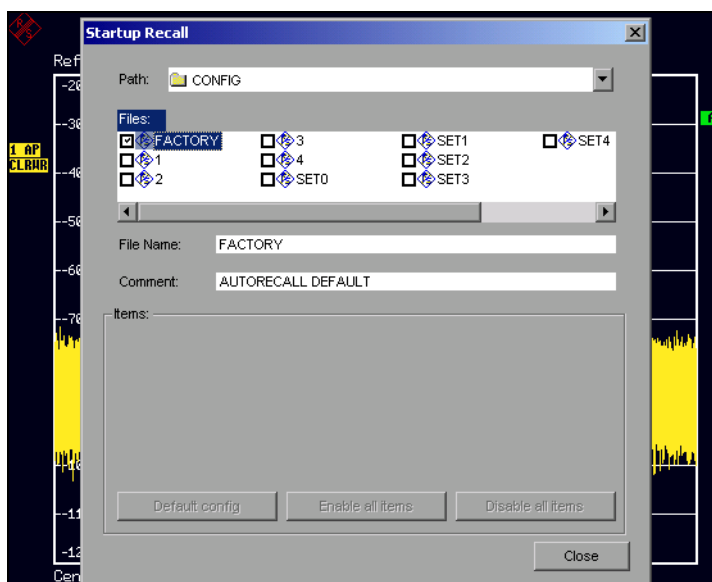 Startup Recall
Ref
Path: CONFIG
-20
Files:
FACTORY 3 SET1 SET4
1 4 SET2
2 SET0 SET3
--30
1 AP
CLRWR
--40
--50
File Name: FACTORY
--60
Comment: AUTORECALL DEFAULT
Items:
--70
Default config Enable all items Disable all items
--11
-12
Close
Cen